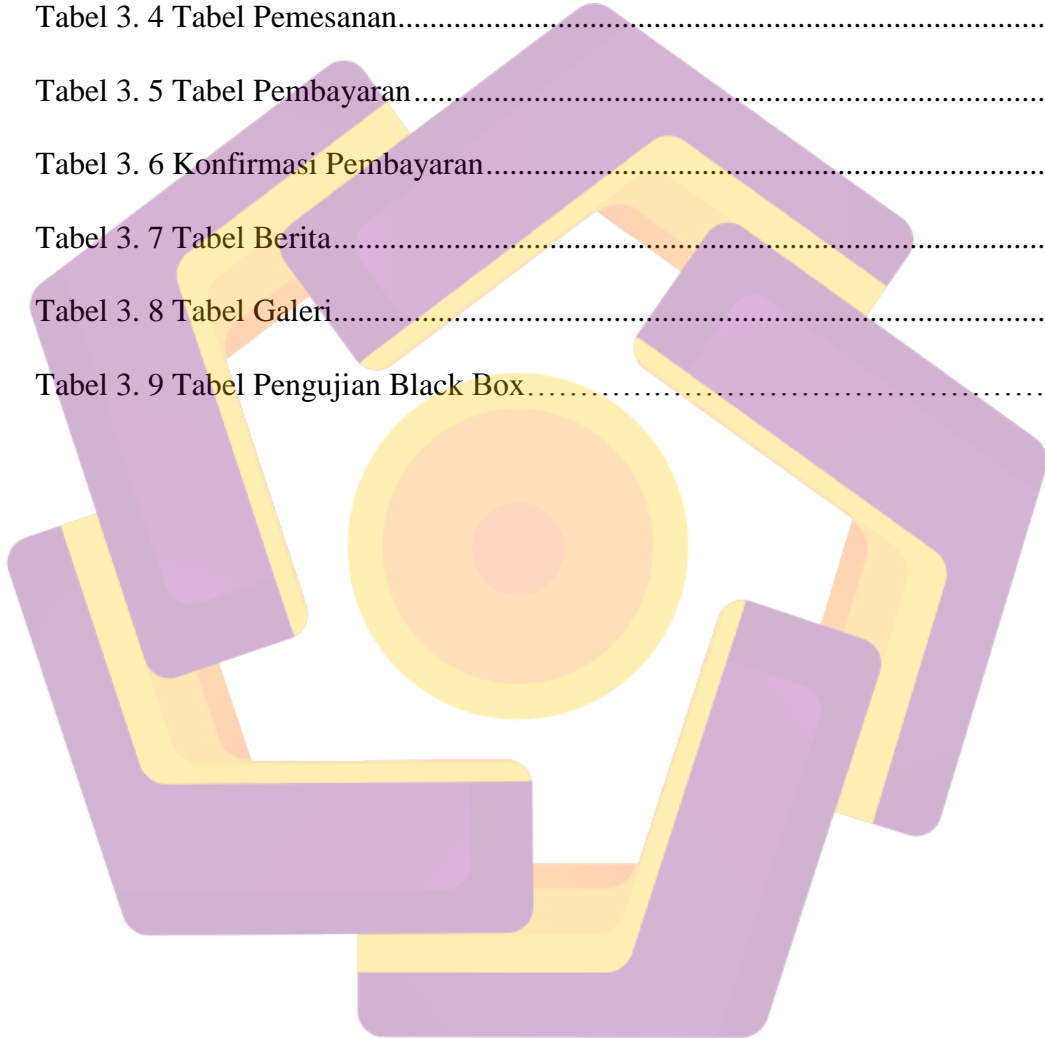 Tabel 3. 4 Tabel Pemesanan..............................................................................
Tabel 3. 5 Tabel Pembayaran............................................................................
Tabel 3. 6 Konfirmasi Pembayaran...................................................................
Tabel 3. 7 Tabel Berita......................................................................................
Tabel 3. 8 Tabel Galeri......................................................................................
Tabel 3. 9 Tabel Pengujian Black Box……………………………………………